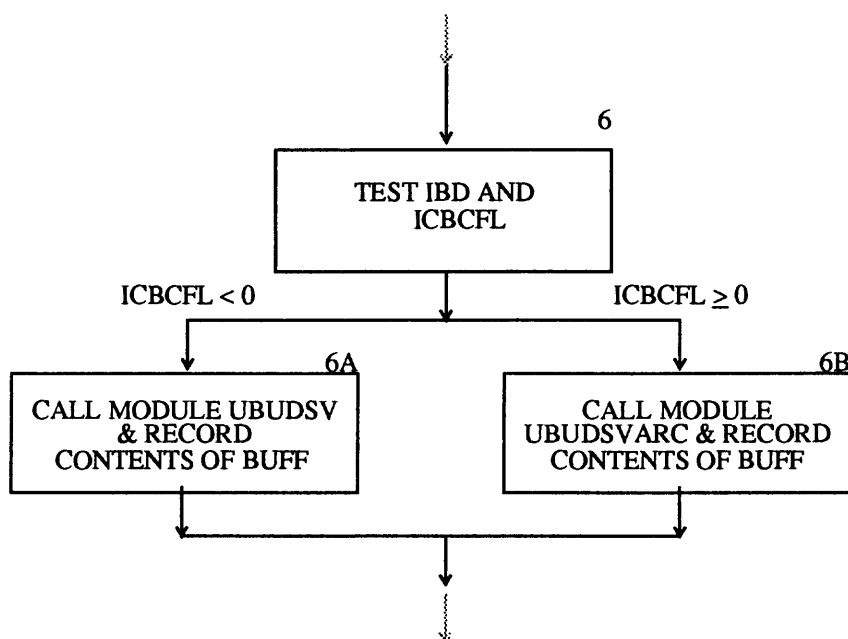 6
TEST IBD AND
ICBCFL
ICBCFL < 0
ICBCFL ≥ 0
6A
CALL MODULE UBUDSV
& RECORD
CONTENTS OF BUFF
6B
CALL MODULE
UBUDSVARC & RECORD
CONTENTS OF BUFF